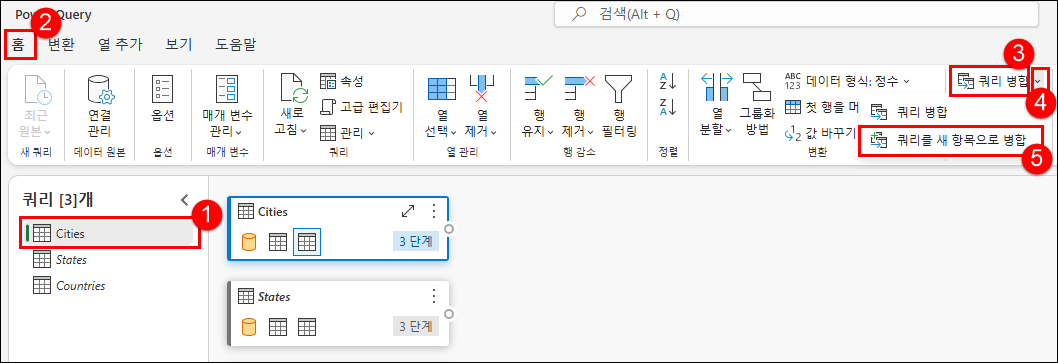 Power Query
검색(Alt + Q)
2
홈 변환 열 추가 보기 도움말
3
최근
원본
새 쿼리
연결
관리
데이터 원본
옵션
옵션
매개 변수
관리
매개 변수
새로
고침
속성
고급 편집기
관리
쿼리
열
선택
열
제거
열 관리
행
유지
행
제거
행
필터링
행 감소
A
Z
Z
A
정렬
열
분할
그룹화
방법
ABC
123
데이터 형식: 정수
첫 행을 머
1
2
값 바꾸기
변환
쿼리 병합
4
쿼리 병합
쿼리를 새 항목으로 병합
5
쿼리 [3]개
1
Cities
States
Countries
Cities
3 단계
States
3 단계